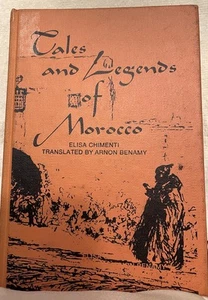 Tales
and Legends
of
Morocco
ELISA CHIMENTI
TRANSLATED BY ARNON BENAMY